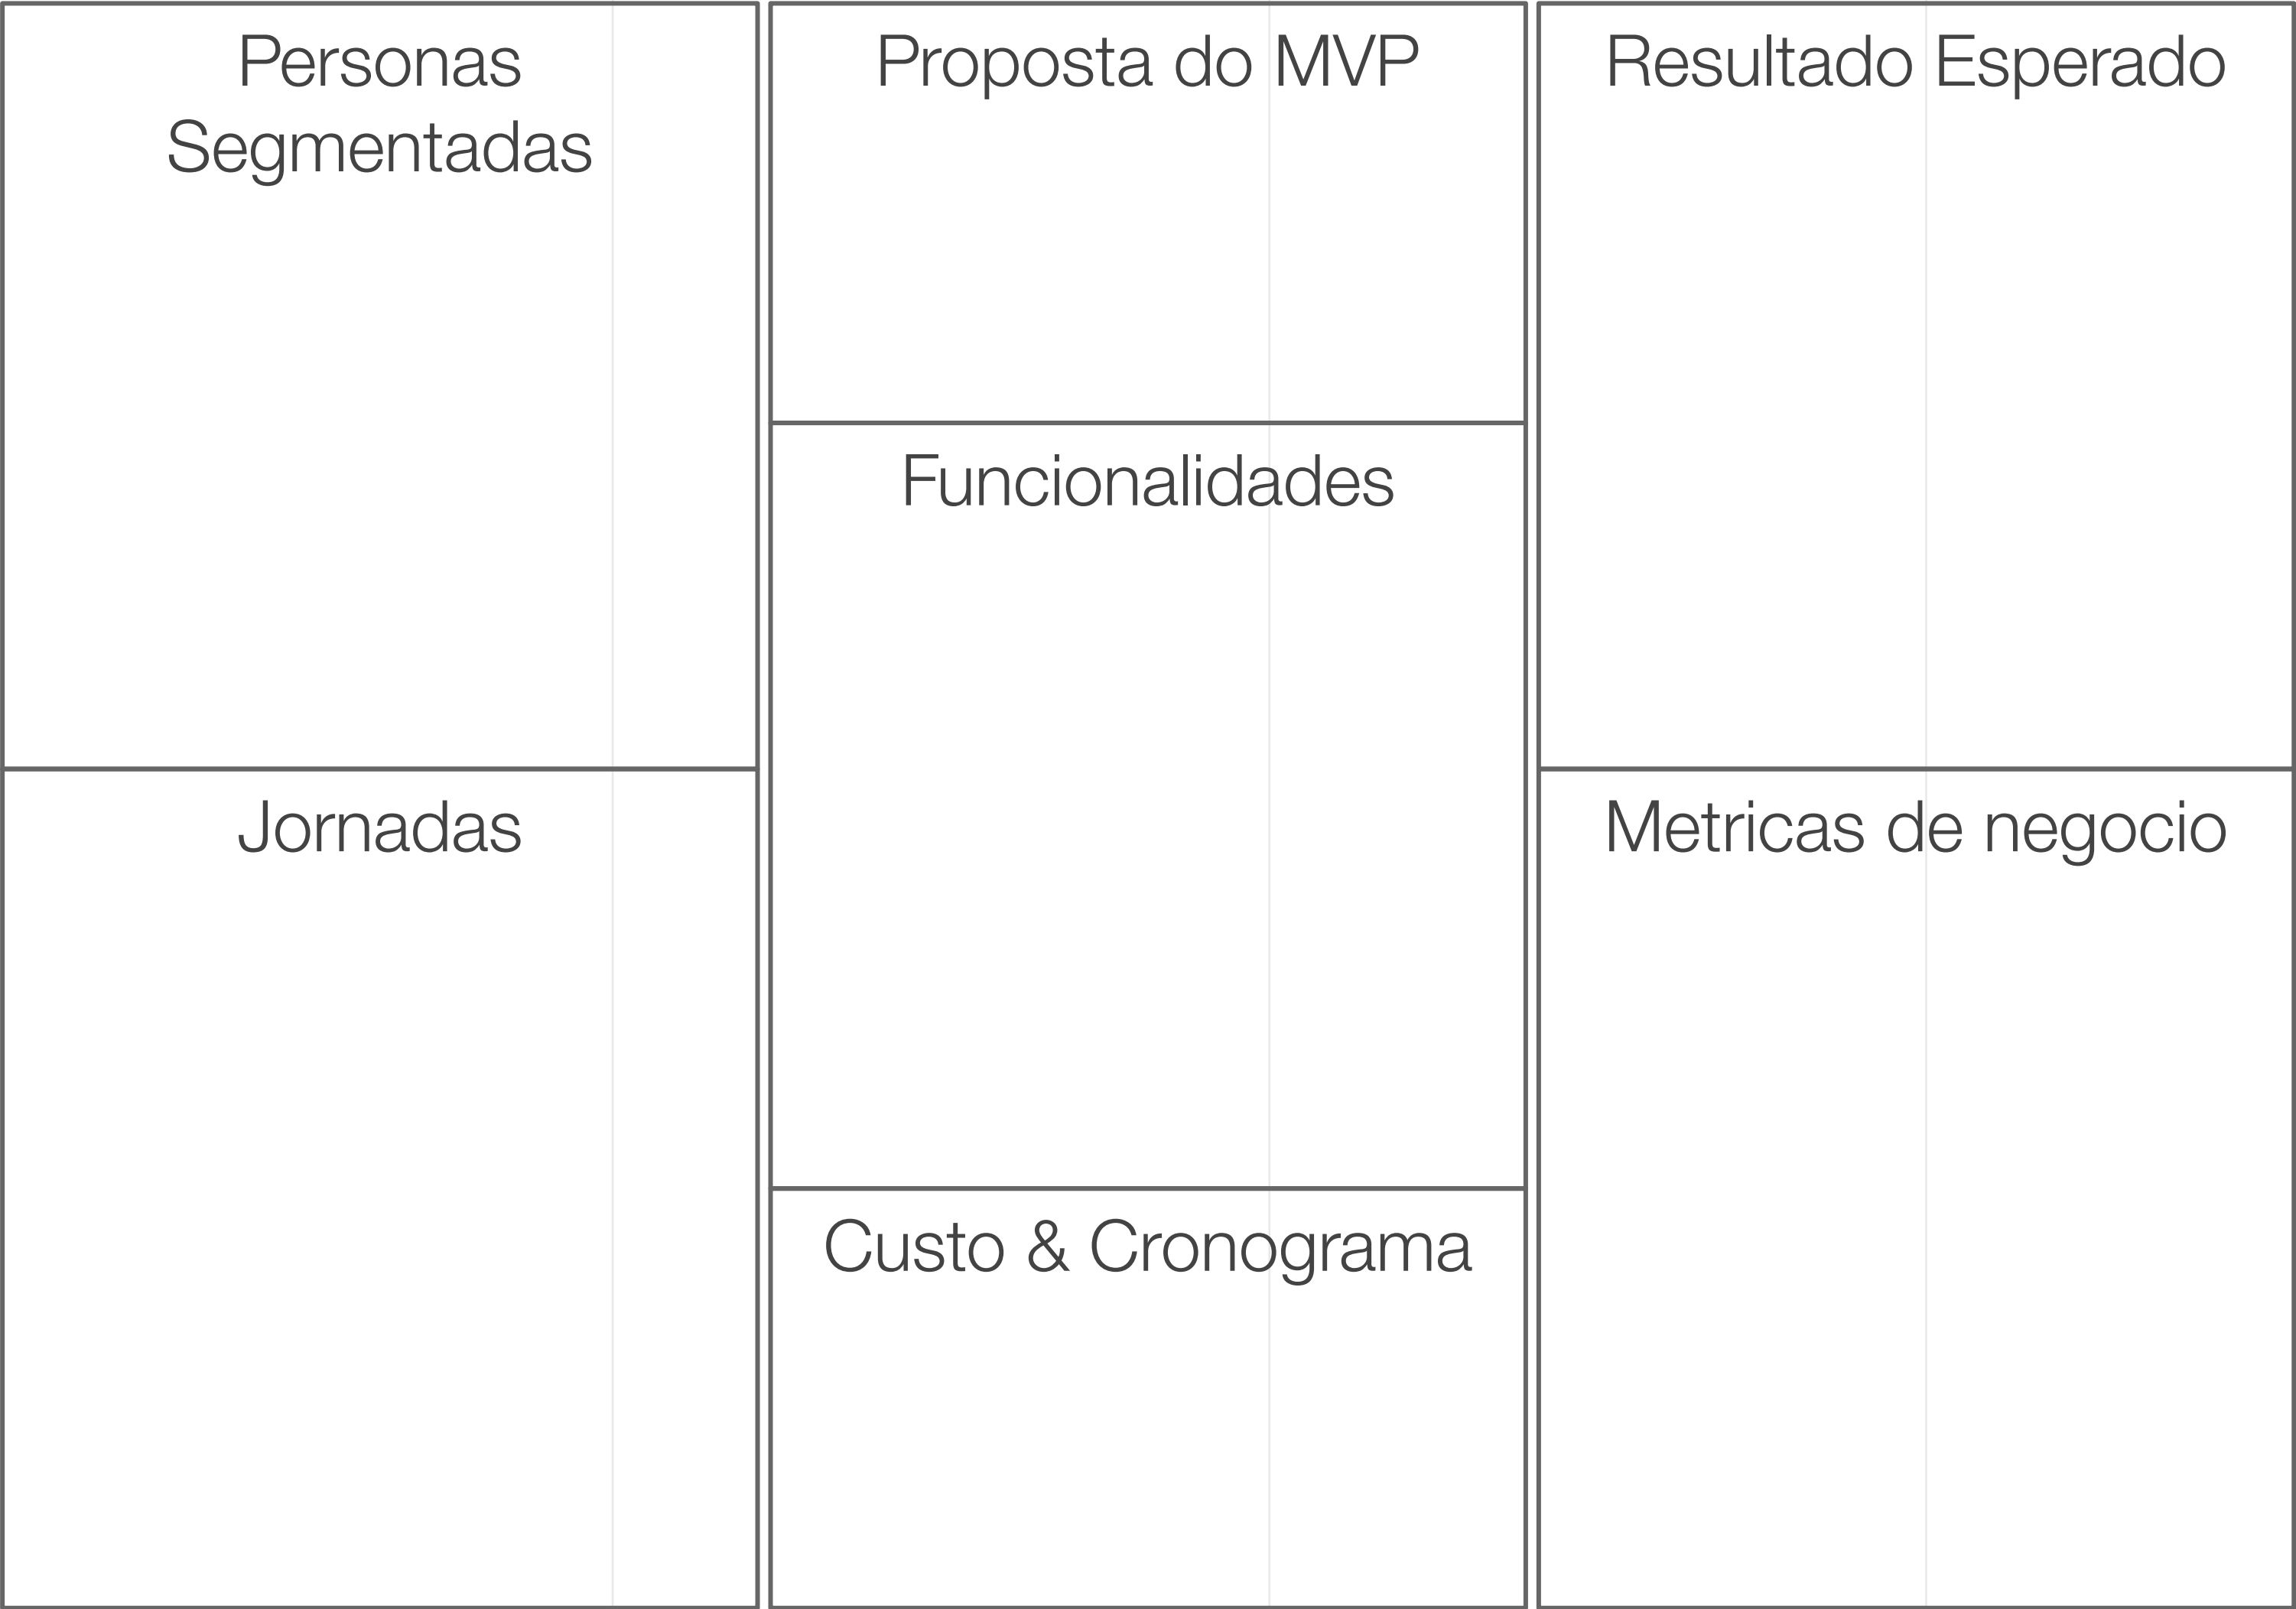 Personas
Segmentadas
Jornadas
Proposta do MVP
Funcionalidades
Custo & Cronograma
Resultado Esperado
Metricas de negocio